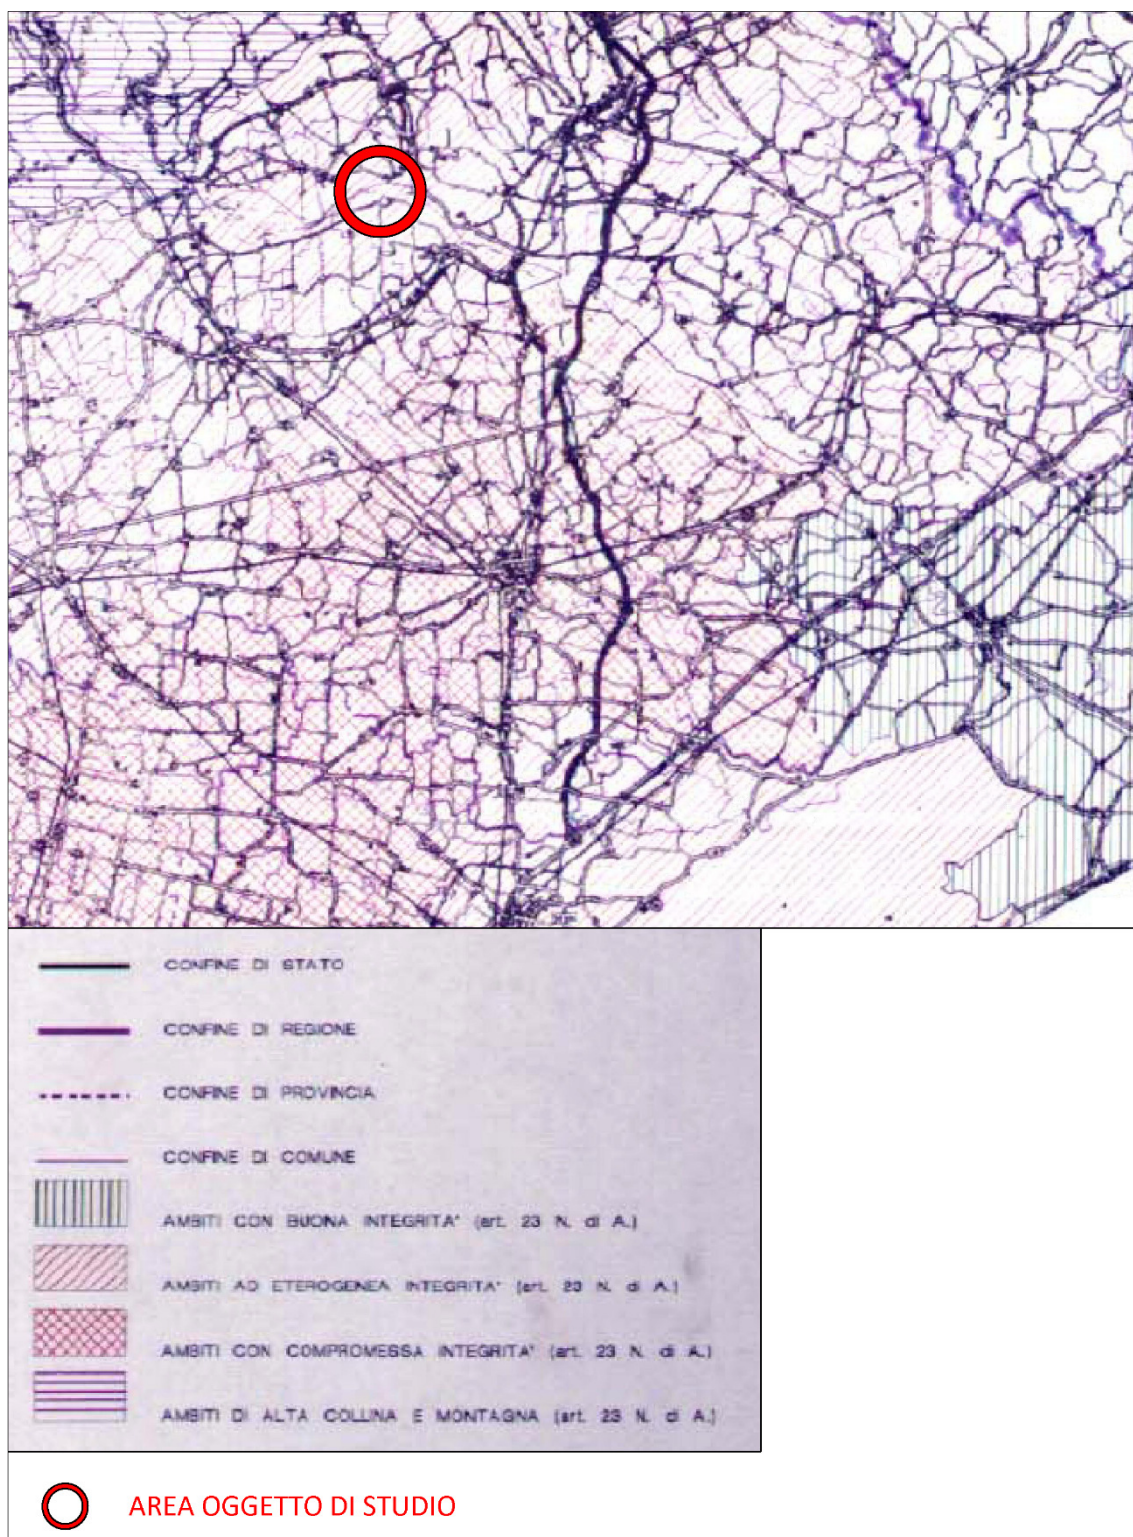 CONFINE DI STATO
CONFINE DI REGIONE
CONFINE DI PROVINCIA
CONFINE DI COMUNE
AMBITI CON BUONA INTEGRITA' (art. 23 N. di A.)
AMBITI AD ETEROGENEA INTEGRITA' (art. 23 N. di A.)
AMBITI CON COMPROMESSA INTEGRITA' (art. 23 N. di A.)
AMBITI DI ALTA COLLINA E MONTAGNA (art. 23 N. di A.)
AREA OGGETTO DI STUDIO